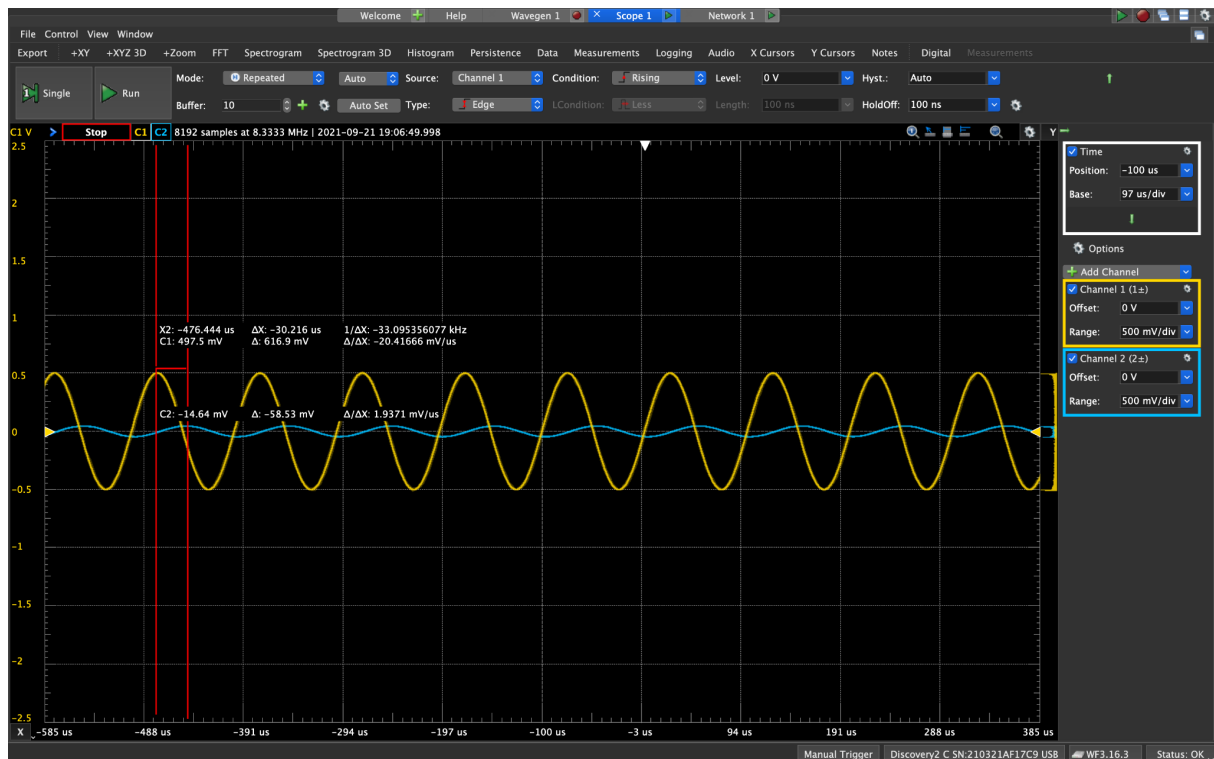 Welcome Help Wavegen 1 Scope 1 Network 1
File Control View Window
Export +XY +XYZ 3D +Zoom FFT Spectrogram Spectrogram 3D Histogram Persistence Data Measurements Logging Audio X Cursors Y Cursors Notes Digital Measurements
Single Run Mode: Repeated Auto Source: Channel 1 Condition: Rising Level: 0 V Hyst.: Auto
Buffer: 10 Auto Set Type: Edge LCondition: Less Length: 100 ns HoldOff: 100 ns
C1 V Stop C1 C2 8192 samples at 8.3333 MHz | 2021-09-21 19:06:49.998 Y
2.5
2
1.5
1
0.5
0
-0.5
-1
-1.5
-2
-2.5
X2: -476.444 us ΔX: -30.216 us 1/ΔX: -33.095356077 kHz
C1: 497.5 mV Δ: 616.9 mV Δ/ΔX: -20.41666 mV/us
C2: -14.64 mV Δ: -58.53 mV Δ/ΔX: 1.9371 mV/us
X -585 us -488 us -391 us -294 us -197 us -100 us -3 us 94 us 191 us 288 us 385 us
Time
Position: -100 us
Base: 97 us/div
Options
Add Channel
Channel 1 (1±)
Offset: 0 V
Range: 500 mV/div
Channel 2 (2±)
Offset: 0 V
Range: 500 mV/div
Manual Trigger Discovery2 C SN:210321AF17C9 USB WF3.16.3 Status: OK